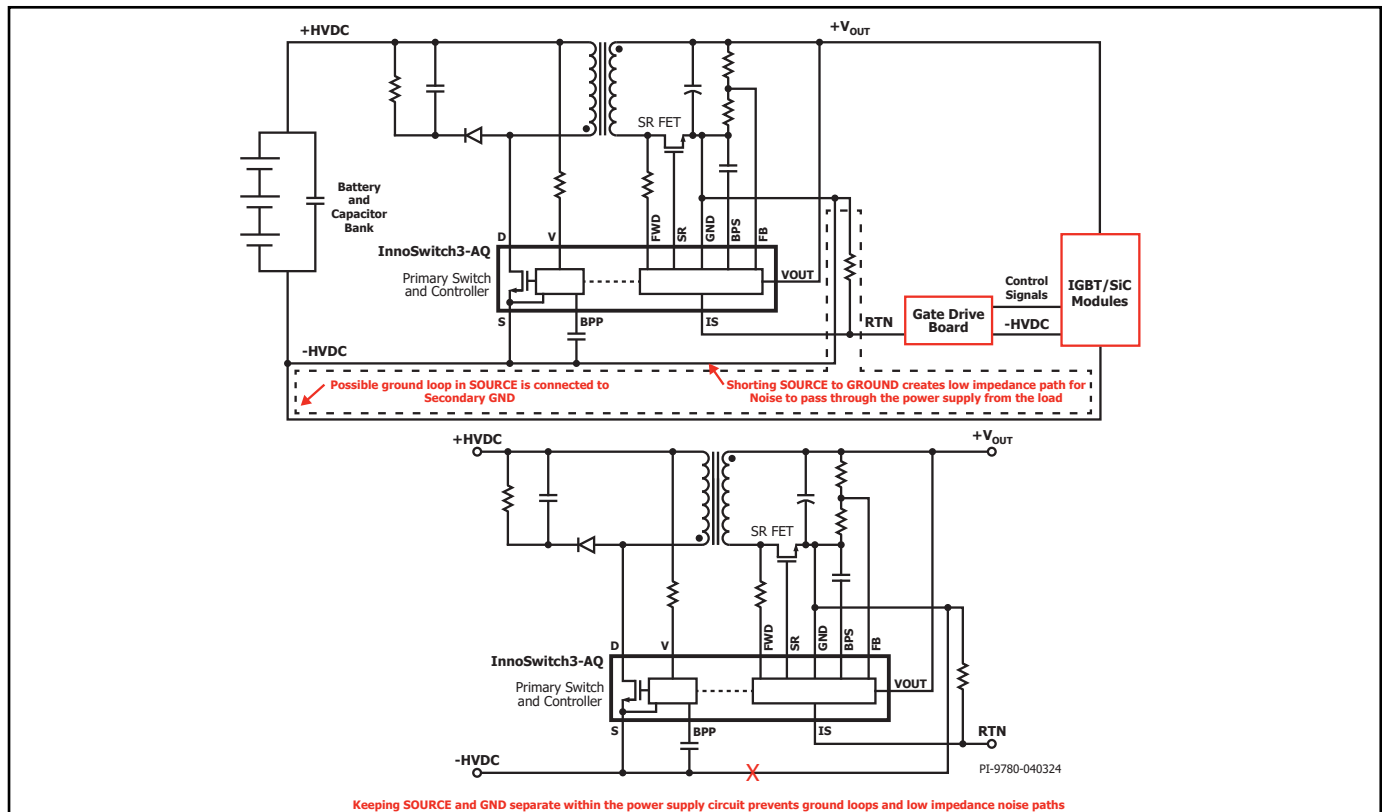 +HVDC
+VOUT
SR FET
Battery
and
Capacitor
Bank
D
V
FWD
SR
GND
BPS
FB
InnoSwitch3-AQ
Primary Switch
and Controller
VOUT
S
BPP
IS
RTN
Gate Drive
Board
Control
Signals
-HVDC
IGBT/SiC
Modules
-HVDC
Possible ground loop in SOURCE is connected to
Secondary GND
Shorting SOURCE to GROUND creates low impedance path for
Noise to pass through the power supply from the load
+HVDC
+VOUT
SR FET
D
V
FWD
SR
GND
BPS
FB
InnoSwitch3-AQ
Primary Switch
and Controller
VOUT
S
BPP
IS
RTN
-HVDC
X
PI-9780-040324
Keeping SOURCE and GND separate within the power supply circuit prevents ground loops and low impedance noise paths